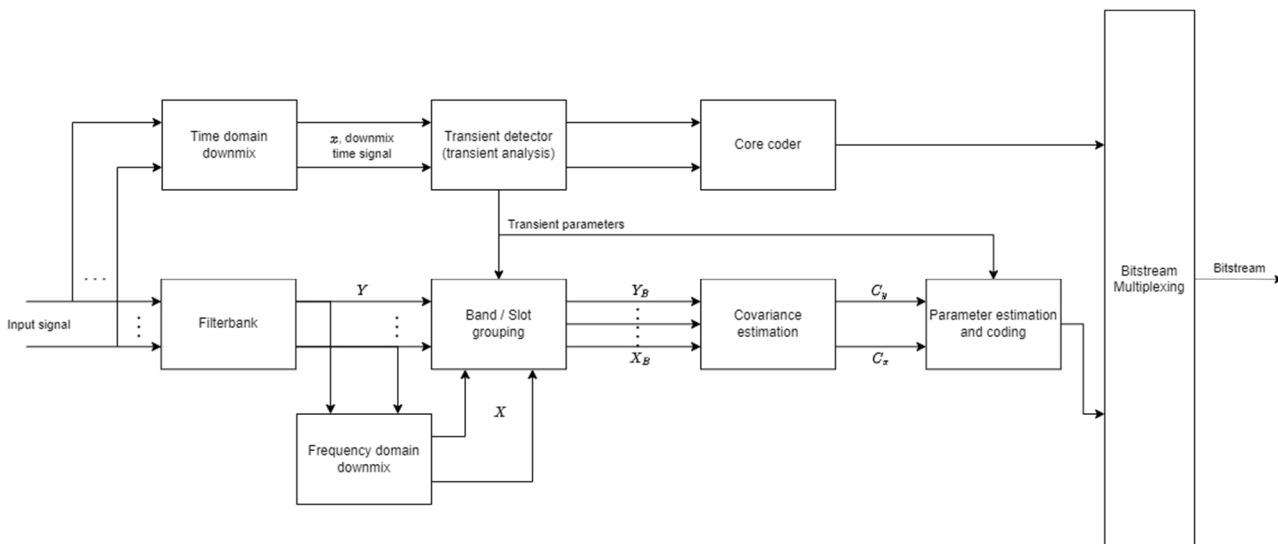 Time domain
downmix
x, downmix
time signal
Transient detector
(transient analysis)
Core coder
Transient parameters
Bitstream
Multiplexing
Bitstream
Input signal
Filterbank
Y
Band / Slot
grouping
Y_B
X_B
Covariance
estimation
C_y
C_x
Parameter estimation
and coding
X
Frequency domain
downmix